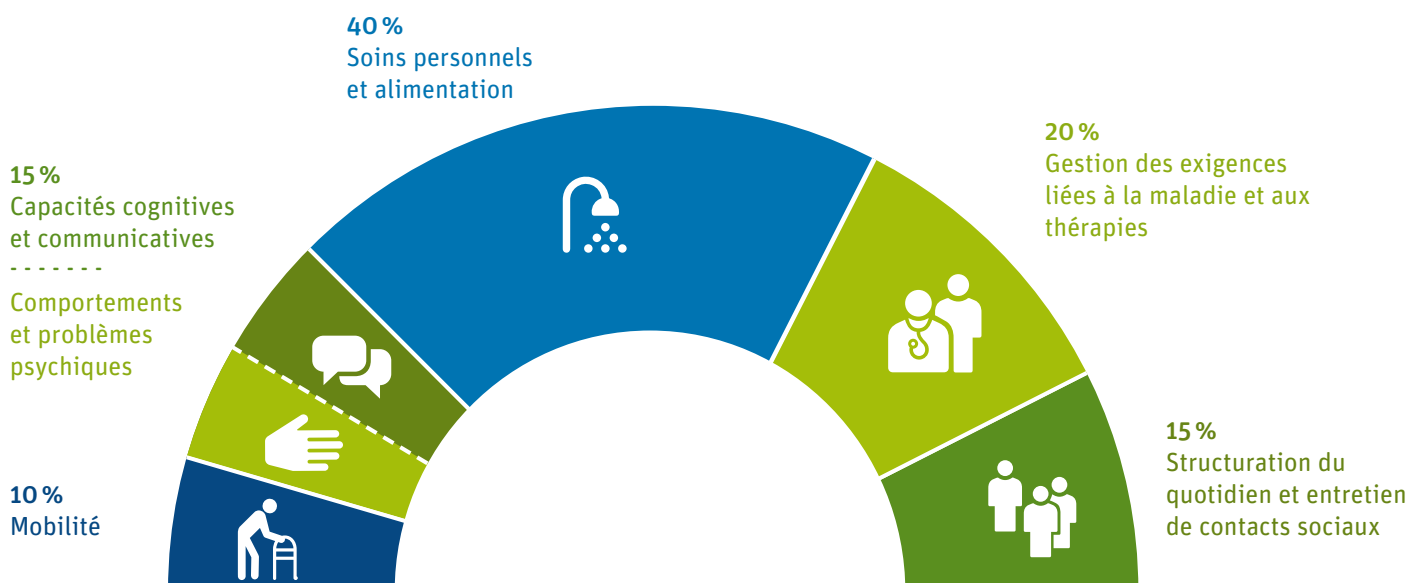 40 %
Soins personnels
et alimentation
20 %
Gestion des exigences
liées à la maladie et aux
thérapies
15 %
Capacités cognitives
et communicatives
- - - - - - -
Comportements
et problèmes
psychiques
15 %
Structuration du
quotidien et entretien
de contacts sociaux
10 %
Mobilité